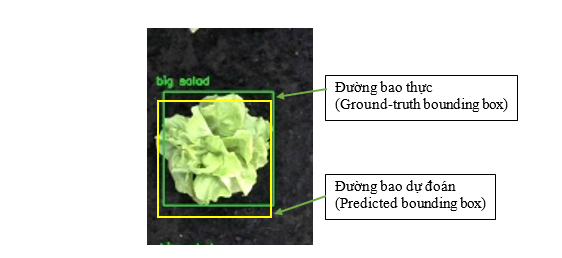 big salad
Đường bao thực
(Ground-truth bounding box)
Đường bao dự đoán
(Predicted bounding box)